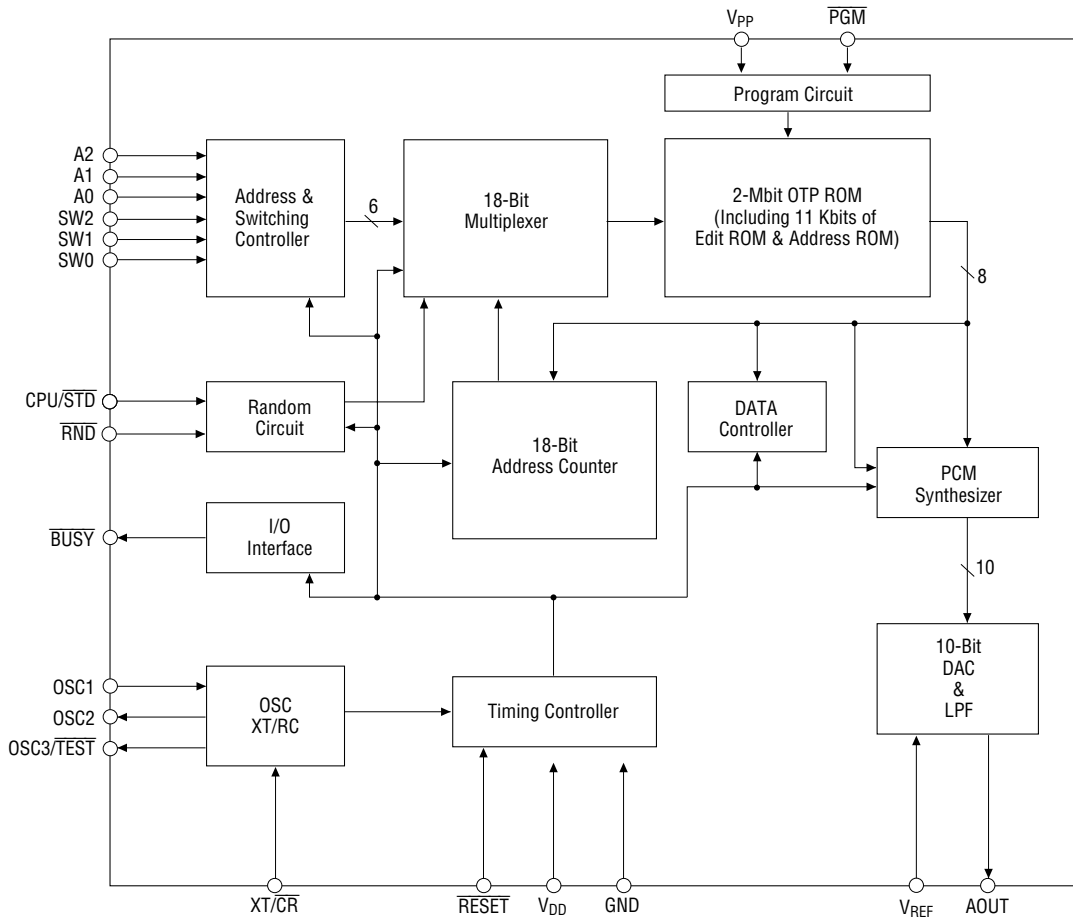 VPP
PGM
Program Circuit
A2
A1
A0
SW2
SW1
SW0
Address &
Switching
Controller
6
18-Bit
Multiplexer
2-Mbit OTP ROM
(Including 11 Kbits of
Edit ROM & Address ROM)
8
CPU/STD
RND
Random
Circuit
18-Bit
Address Counter
DATA
Controller
PCM
Synthesizer
BUSY
I/O
Interface
10
OSC1
OSC2
OSC3/TEST
OSC
XT/RC
Timing Controller
10-Bit
DAC
&
LPF
XT/CR
RESET
VDD
GND
VREF
AOUT